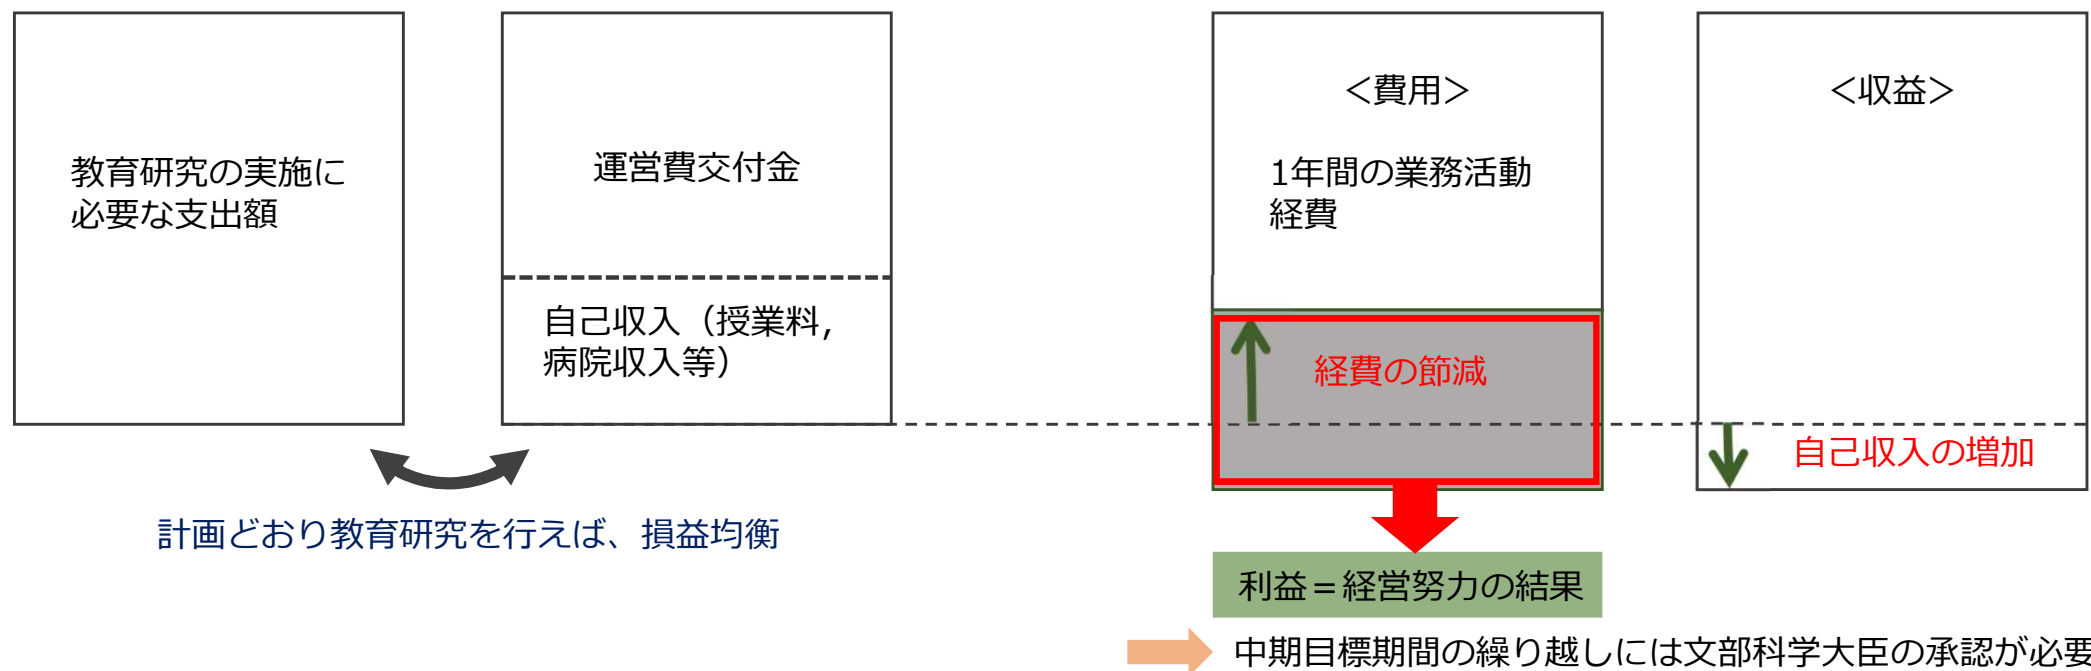 教育研究の実施に
必要な支出額
運営費交付金
自己収入（授業料,
病院収入等）
計画どおり教育研究を行えば、損益均衡
＜費用＞
1年間の業務活動
経費
経費の節減
＜収益＞
自己収入の増加
利益＝経営努力の結果
中期目標期間の繰り越しには文部科学大臣の承認が必要